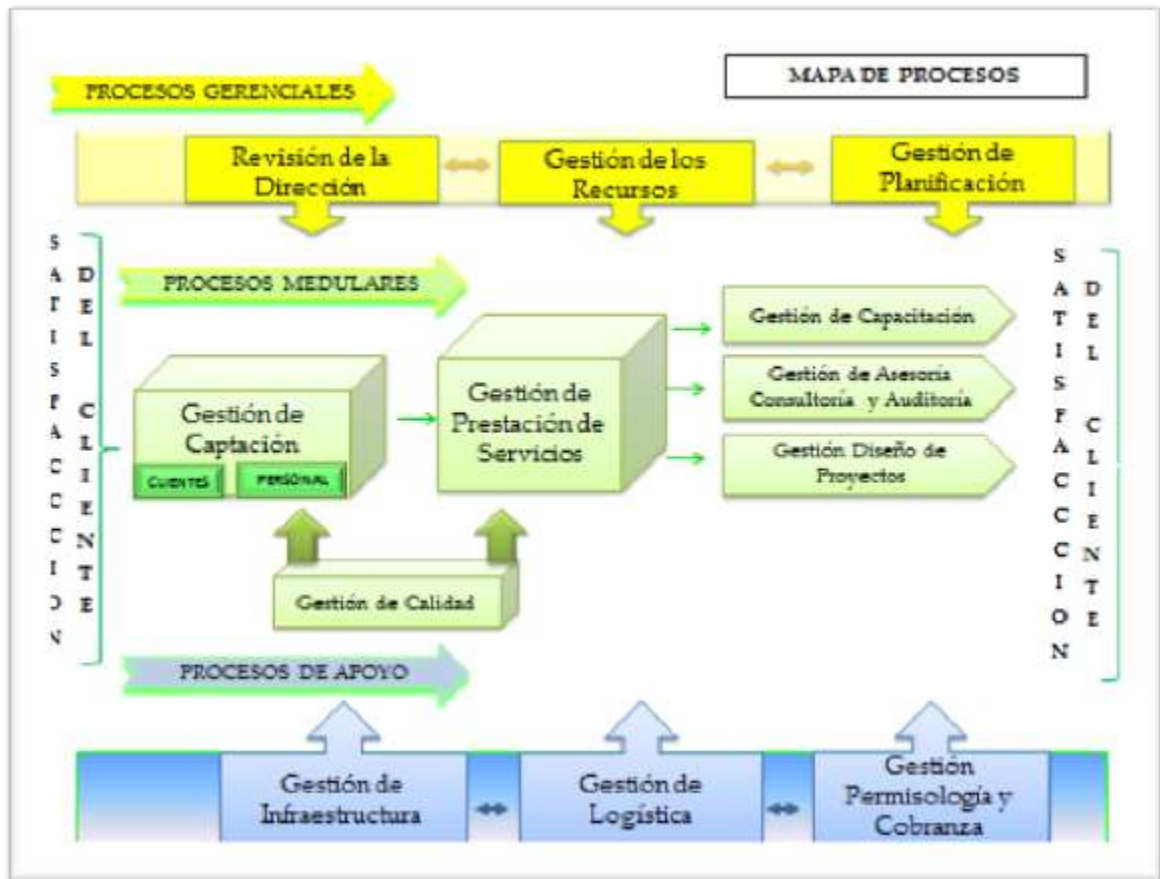 MAPA DE PROCESOS
PROCESOS GERENCIALES
Revisión de la
Dirección
Gestión de los
Recursos
Gestión de
Planificación
SATISFACCCION
DEL CLIENTE
PROCESOS MEDULARES
Gestión de
Captación
CLIENTES
PERSONAL
Gestión de
Prestación de
Servicios
Gestión de Capacitación
Gestión de Asesoría
Consultoría y Auditoría
Gestión Diseño de
Proyectos
SATISFACCCION
DEL CLIENTE
Gestión de Calidad
PROCESOS DE APOYO
Gestión de
Infraestructura
Gestión de
Logística
Gestión
Permisología y
Cobranza